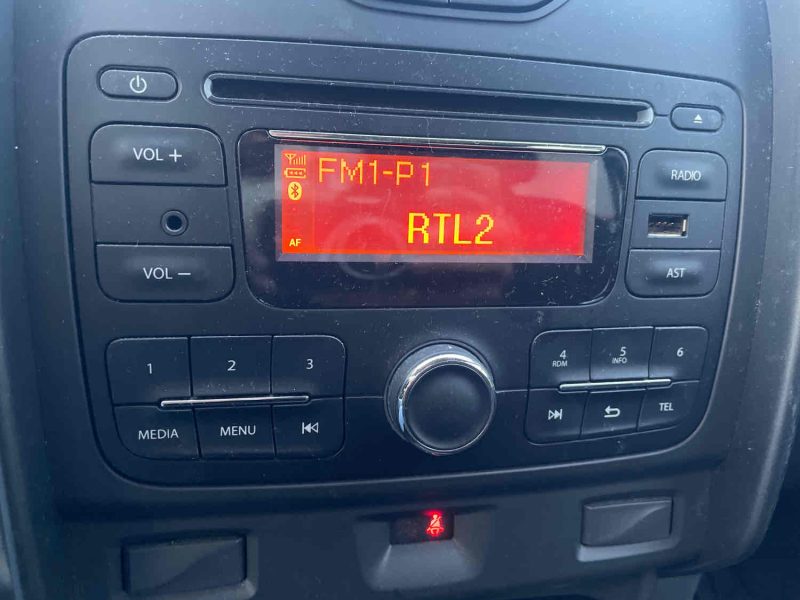 VOL +
FM1-P1
RADIO
RTL2
AF
VOL −
AST
1
2
3
4
RDM
5
INFO
6
MEDIA
MENU
TEL